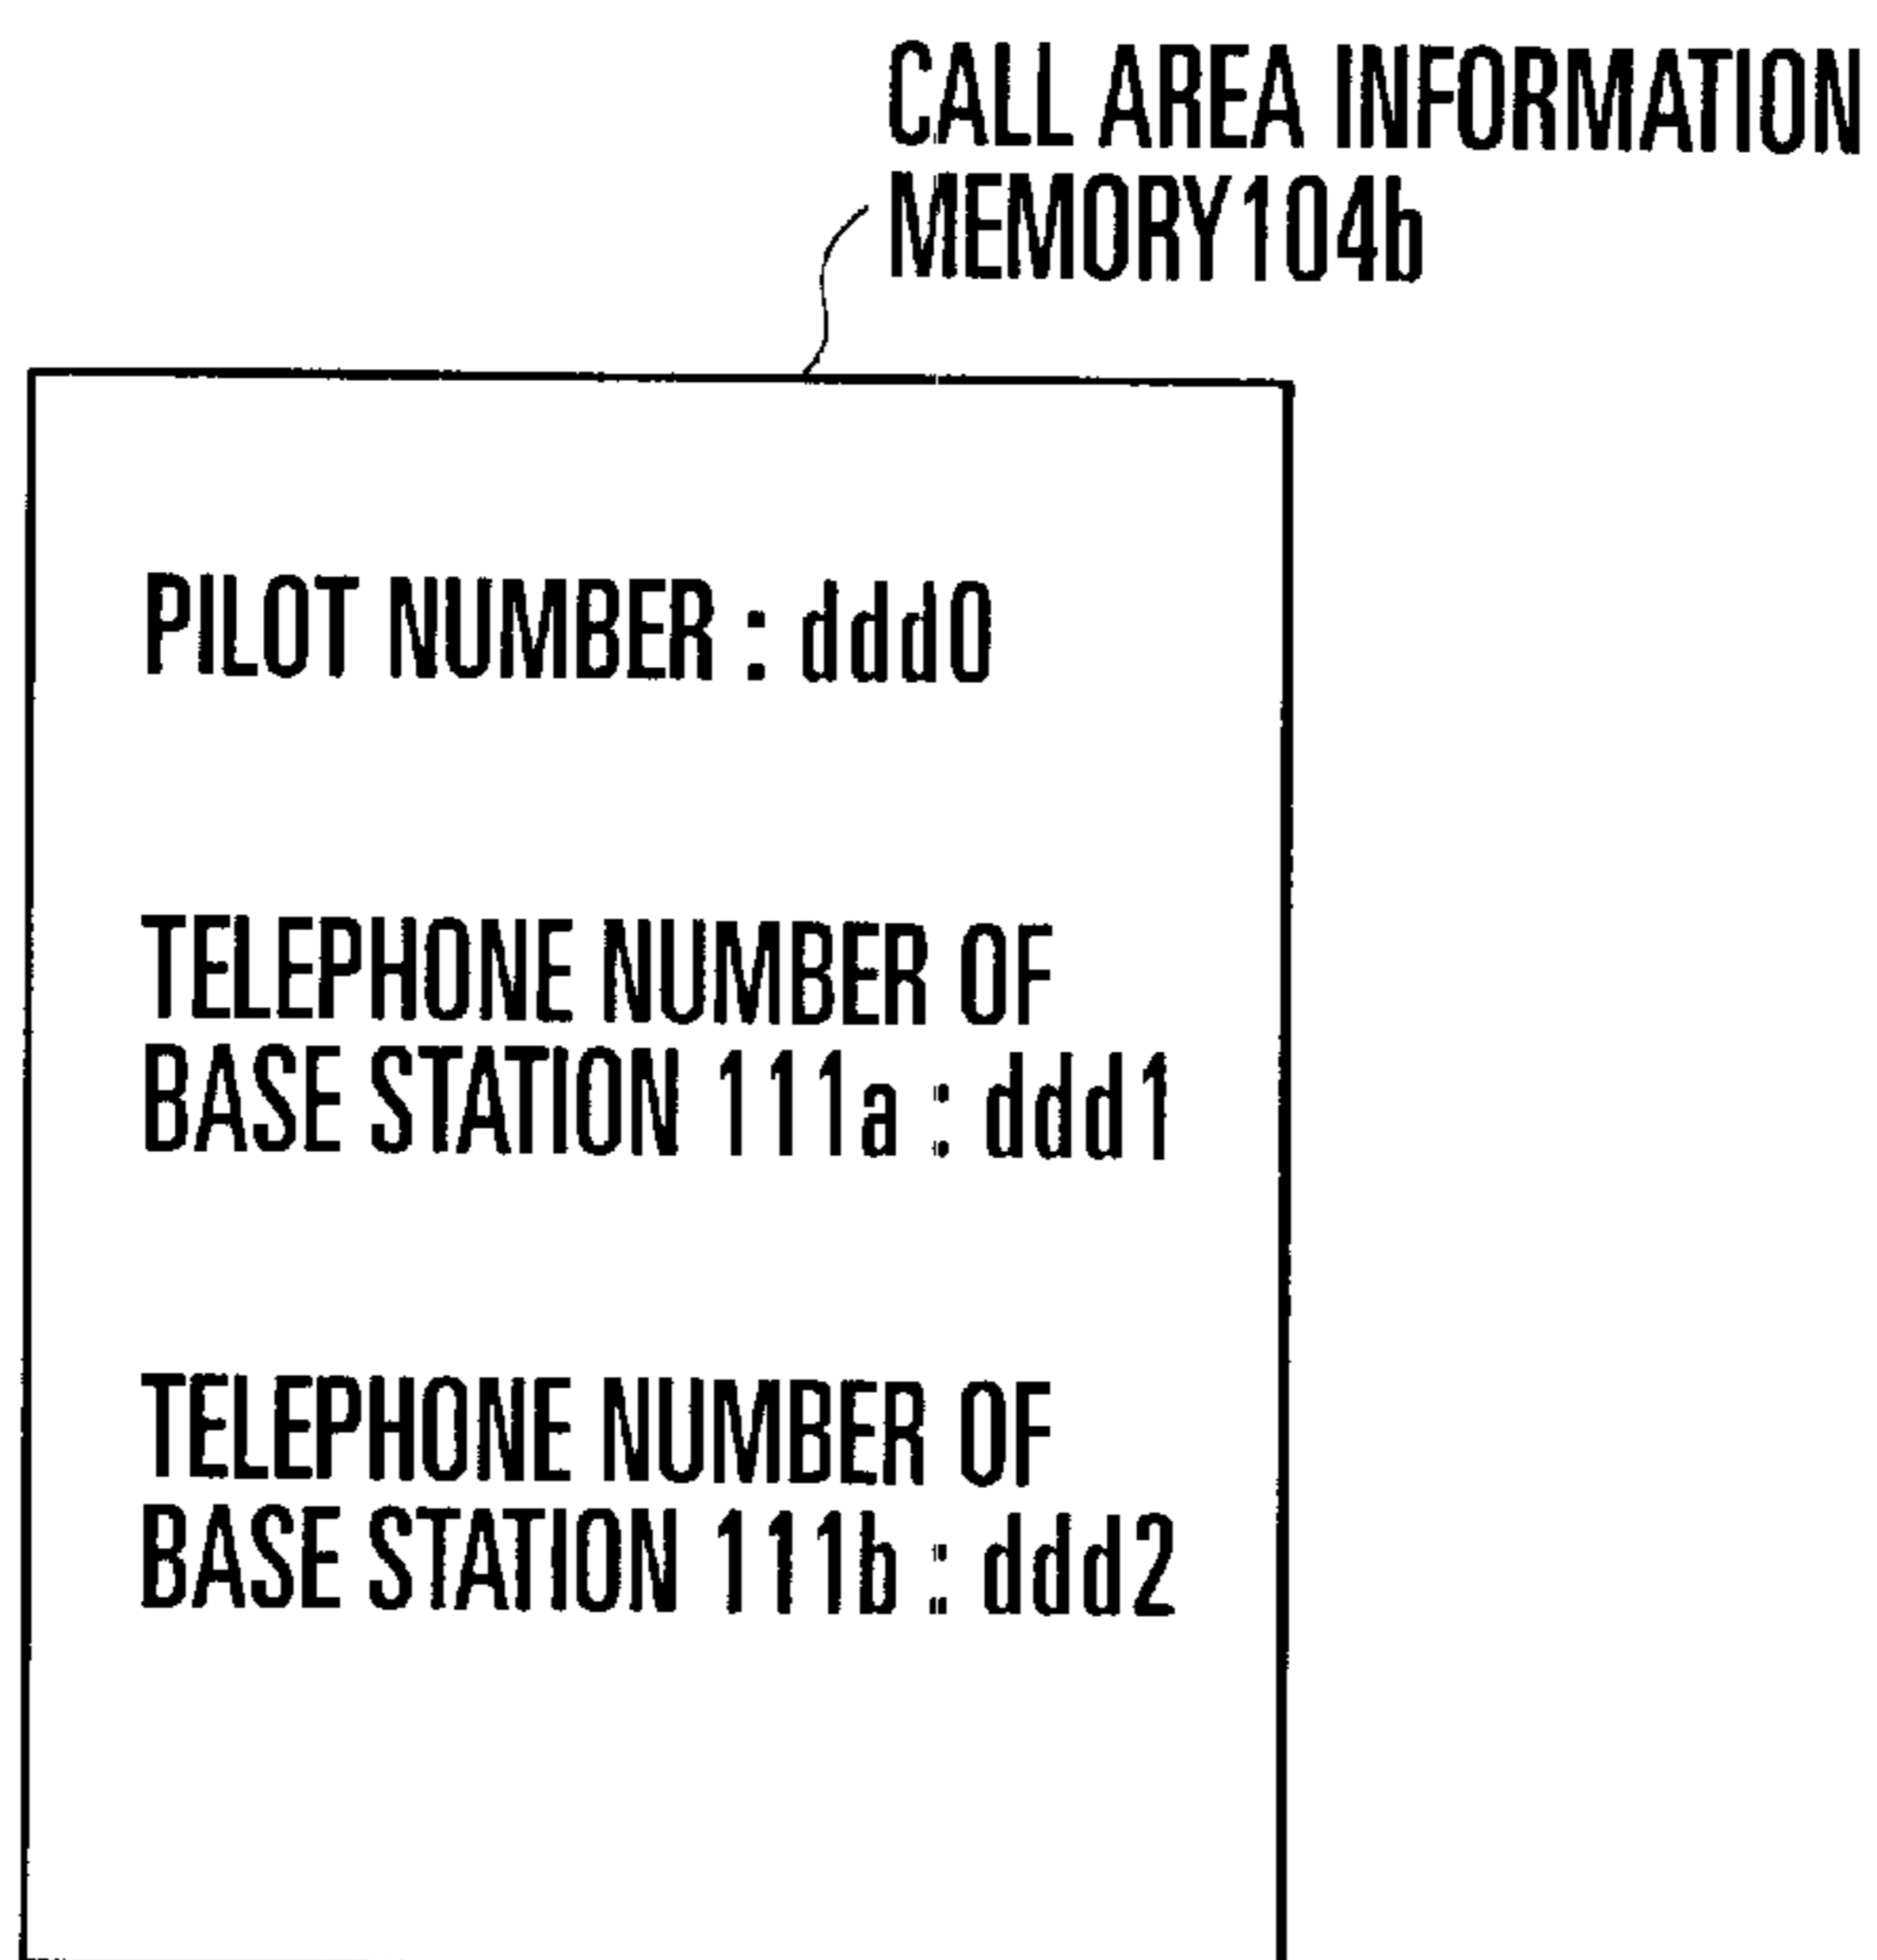 CALL AREA INFORMATION
MEMORY104b
PILOT NUMBER : ddd0
TELEPHONE NUMBER OF
BASE STATION 111a : ddd1
TELEPHONE NUMBER OF
BASE STATION 111b : ddd2